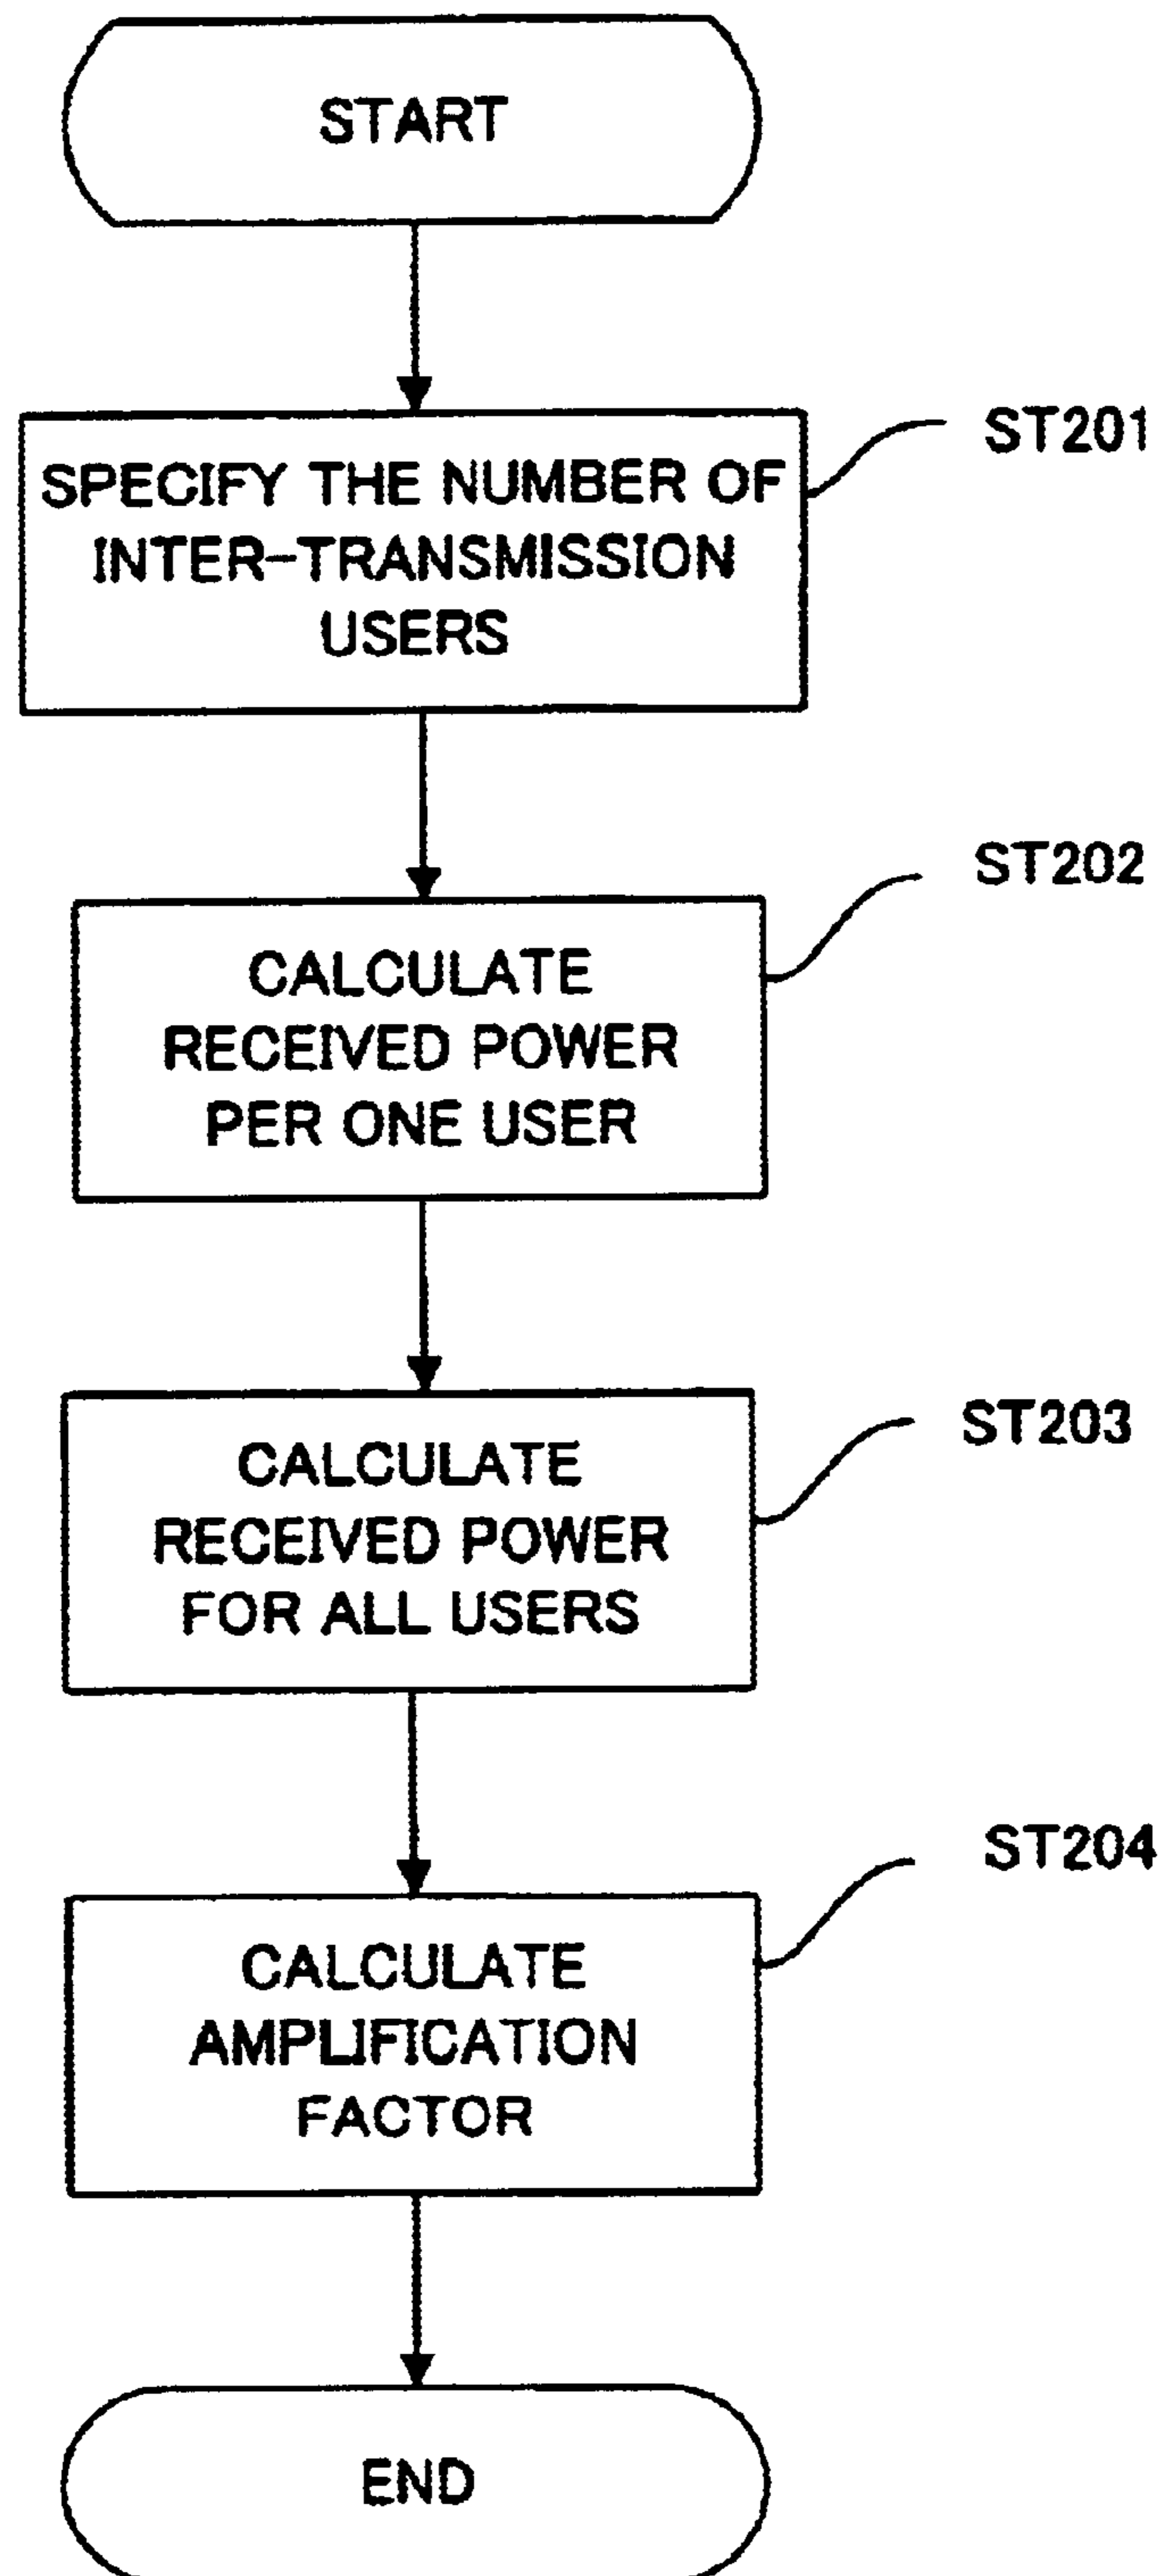 START
ST201
SPECIFY THE NUMBER OF
INTER-TRANSMISSION
USERS
ST202
CALCULATE
RECEIVED POWER
PER ONE USER
ST203
CALCULATE
RECEIVED POWER
FOR ALL USERS
ST204
CALCULATE
AMPLIFICATION
FACTOR
END